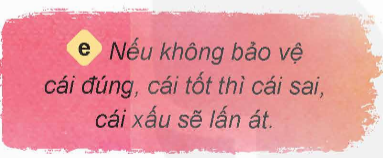 e Nếu không bảo vệ
cái đúng, cái tốt thì cái sai,
cái xấu sẽ lấn át.